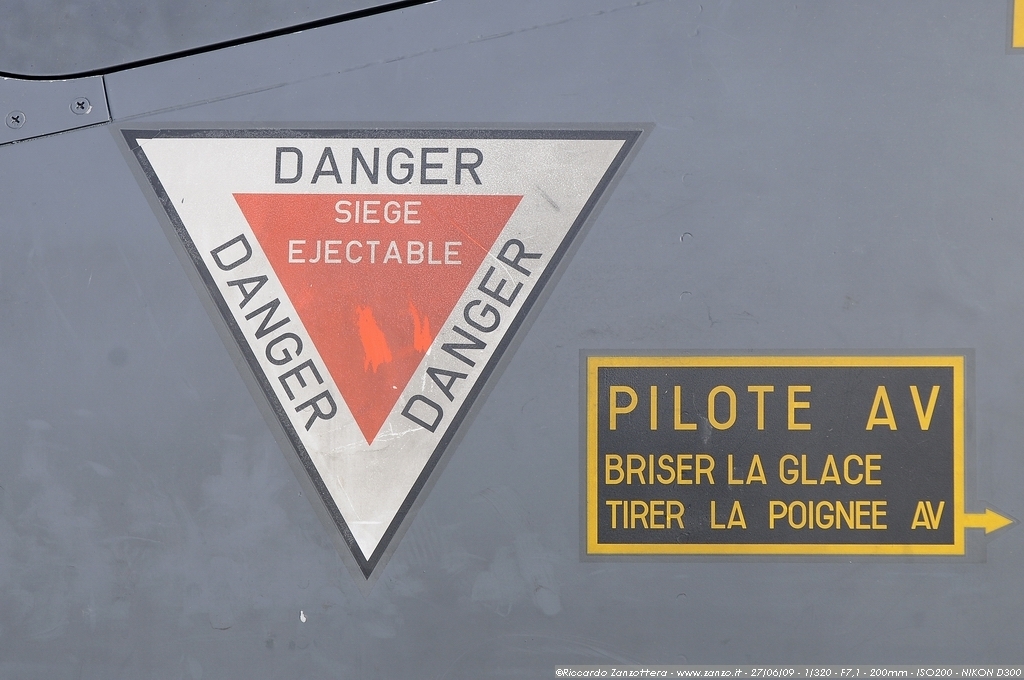 DANGER
SIEGE
EJECTABLE
DANGER
DANGER
PILOTE AV
BRISER LA GLACE
TIRER LA POIGNEE AV
©Riccardo Zanzottera - www.zanzo.it - 27/06/09 - 1/320 - F7,1 - 200mm - ISO200 - NIKON D300